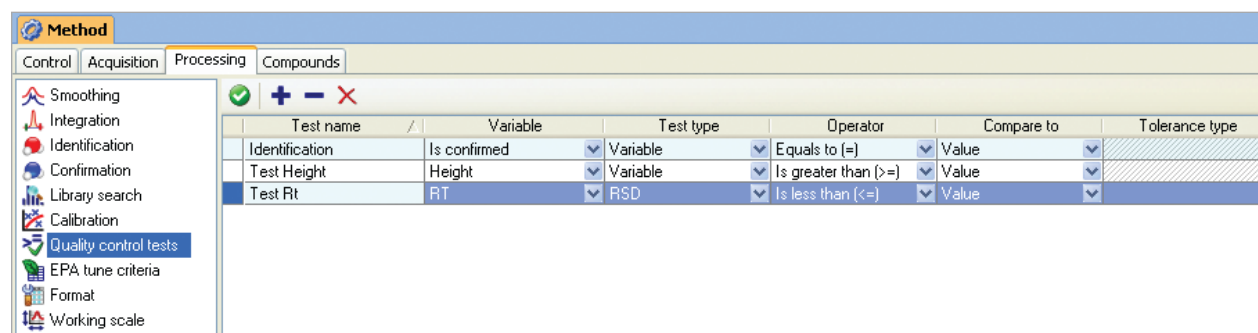 Method
Control Acquisition Processing Compounds
Smoothing
Integration
Identification
Confirmation
Library search
Calibration
Quality control tests
EPA tune criteria
Format
Working scale
Test name Variable Test type Operator Compare to Tolerance type
Identification Is confirmed Variable Equals to (=) Value
Test Height Height Variable Is greater than (>=) Value
Test Rt RT RSD Is less than (<=) Value